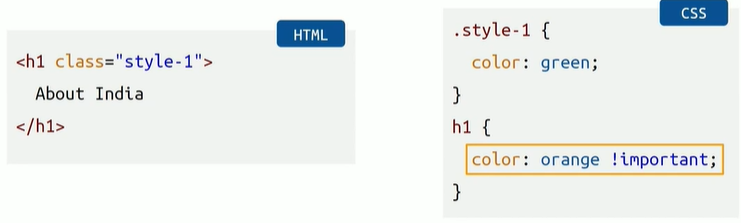 HTML
<h1 class="style-1">
About India
</h1>
CSS
.style-1 {
color: green;
}
h1 {
color: orange !important;
}